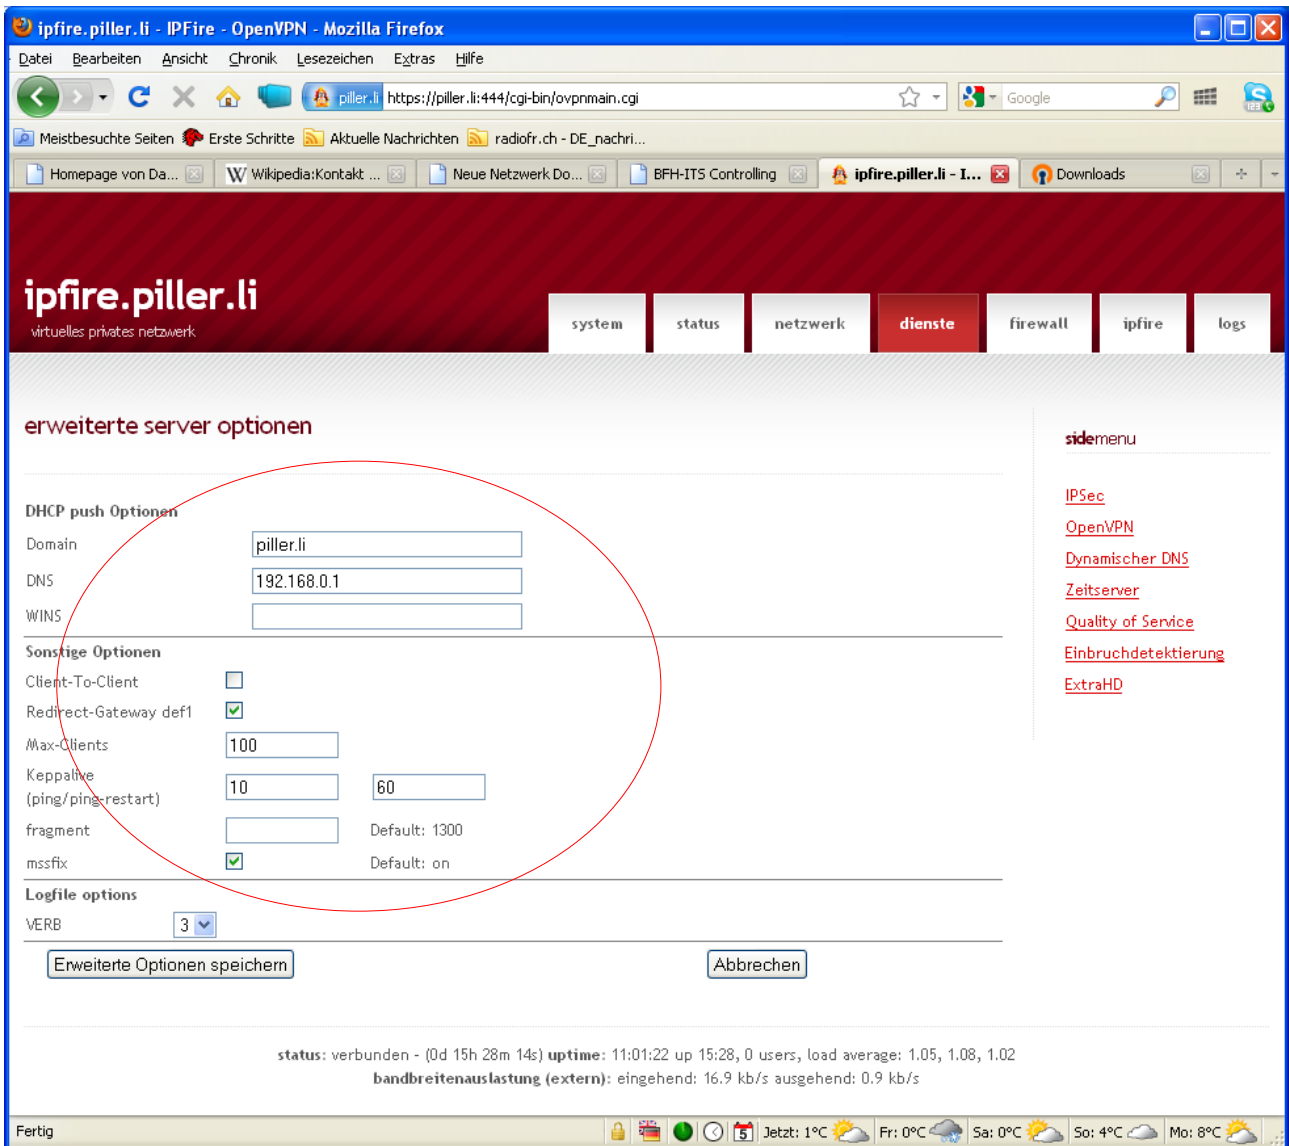 ipfire.piller.li - IPFire - OpenVPN - Mozilla Firefox
Datei Bearbeiten Ansicht Chronik Lesezeichen Extras Hilfe
piller.li https://piller.li:444/cgi-bin/ovpnmain.cgi Google 123
Meistbesuchte Seiten Erste Schritte Aktuelle Nachrichten radiofr.ch - DE_nachri...
Homepage von Da... W Wikipedia:Kontakt ... Neue Netzwerk Do... BFH-ITS Controlling ipfire.piller.li - I... Downloads
ipfire.piller.li
virtuelles privates netzwerk
system status netzwerk dienste firewall ipfire logs
erweiterte server optionen
DHCP push Optionen
Domain piller.li
DNS 192.168.0.1
WINS
Sonstige Optionen
Client-To-Client
Redirect-Gateway def1
Max-Clients 100
Keppalive
(ping/ping-restart) 10 60
fragment Default: 1300
mssfix Default: on
Logfile options
VERB 3
Erweiterte Optionen speichern Abbrechen
sidemenu
IPSec
OpenVPN
Dynamischer DNS
Zeitserver
Quality of Service
Einbruchdetektierung
ExtraHD
status: verbunden - (0d 15h 28m 14s) uptime: 11:01:22 up 15:28, 0 users, load average: 1.05, 1.08, 1.02
bandbreitenauslastung (extern): eingehend: 16.9 kb/s ausgehend: 0.9 kb/s
Fertig 5 Jetzt: 1°C Fr: 0°C Sa: 0°C So: 4°C Mo: 8°C